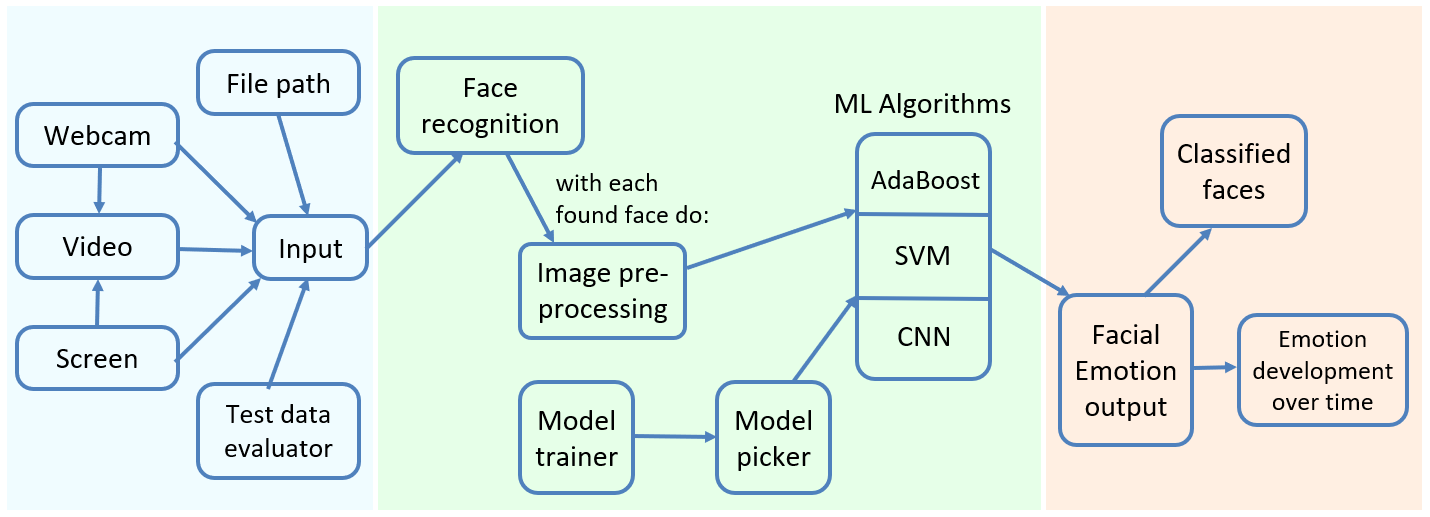 File path
Webcam
Video
Input
Screen
Test data
evaluator
Face
recognition
with each
found face do:
Image pre-
processing
ML Algorithms
AdaBoost
SVM
CNN
Model
trainer
Model
picker
Classified
faces
Facial
Emotion
output
Emotion
development
over time